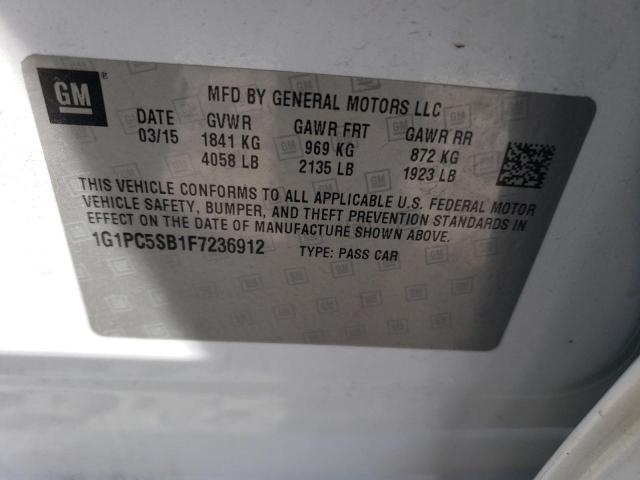 GM ®
MFD BY GENERAL MOTORS LLC
DATE GVWR GAWR FRT GAWR RR
03/15 1841 KG 969 KG 872 KG
4058 LB 2135 LB 1923 LB
THIS VEHICLE CONFORMS TO ALL APPLICABLE U.S. FEDERAL MOTOR
VEHICLE SAFETY, BUMPER, AND THEFT PREVENTION STANDARDS IN
EFFECT ON THE DATE OF MANUFACTURE SHOWN ABOVE.
1G1PC5SB1F7236912 TYPE: PASS CAR